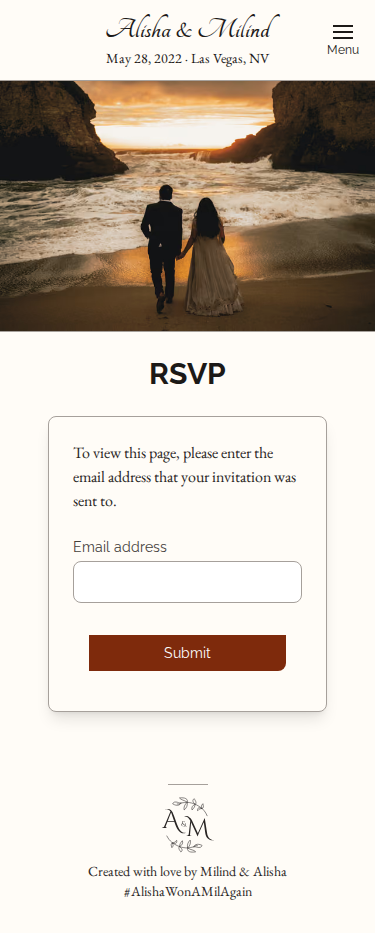 Alisha & Milind
May 28, 2022 · Las Vegas, NV
Menu
RSVP
To view this page, please enter the
email address that your invitation was
sent to.
Email address
Submit
A&M
Created with love by Milind & Alisha
#AlishaWonAMilAgain